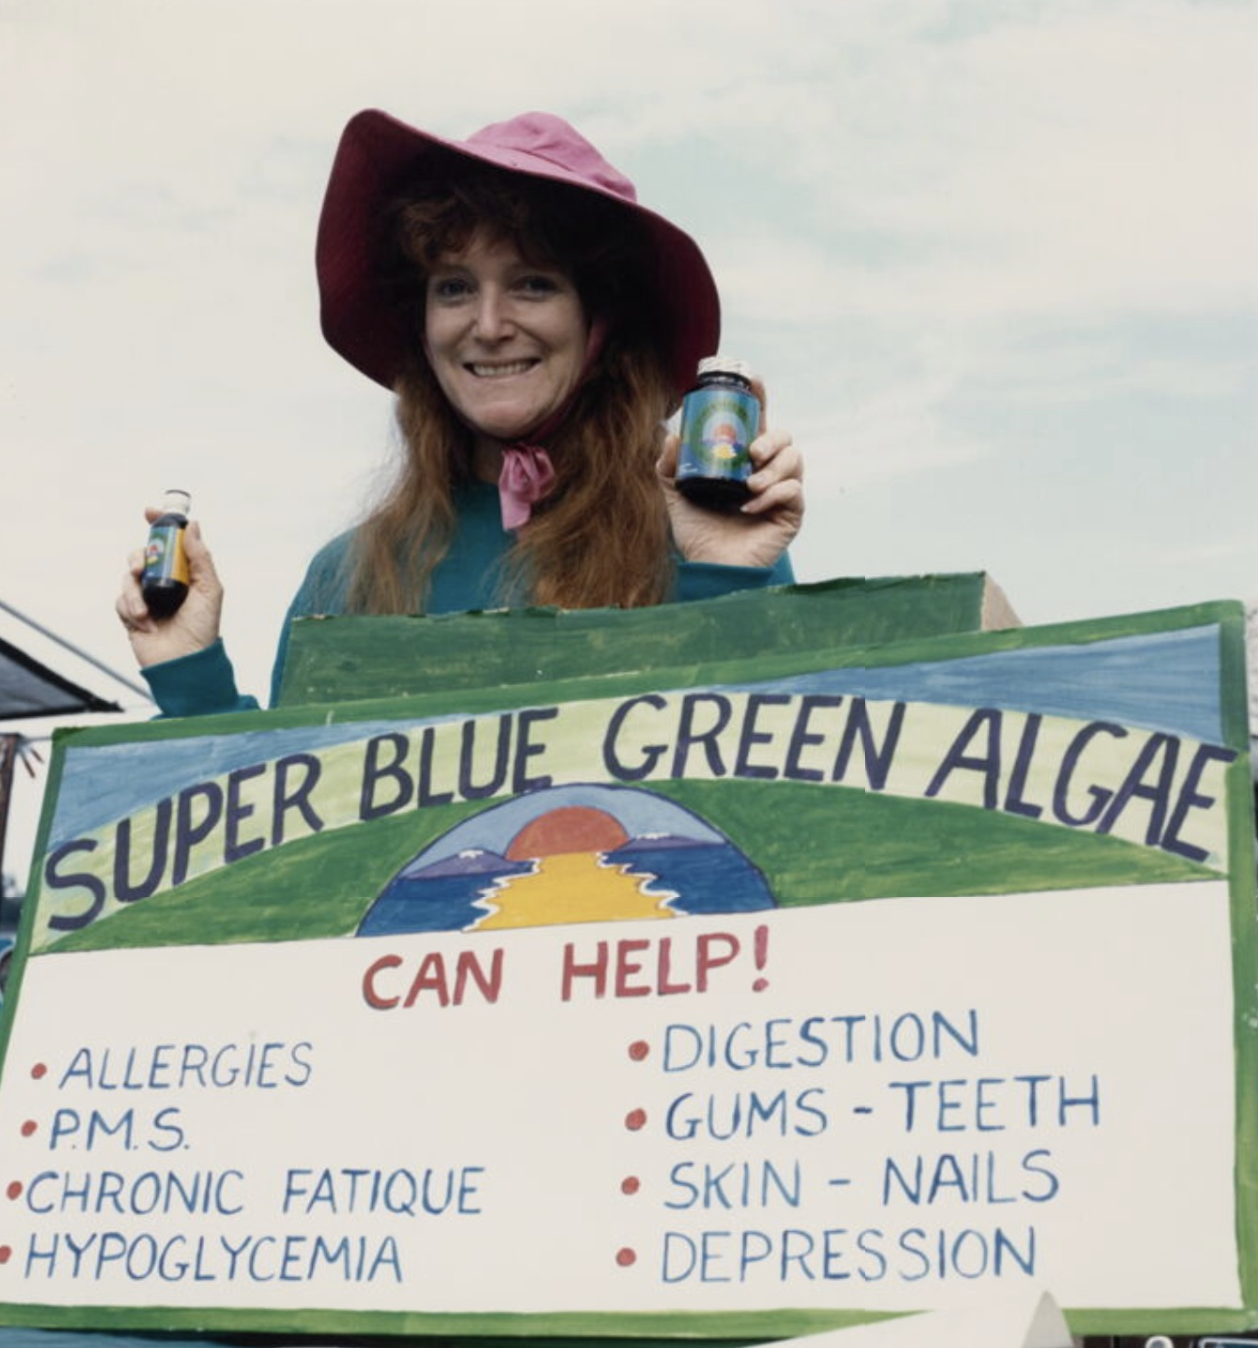 SUPER BLUE GREEN ALGAE
CAN HELP!
• ALLERGIES
• P.M.S.
• CHRONIC FATIQUE
• HYPOGLYCEMIA
• DIGESTION
• GUMS - TEETH
• SKIN - NAILS
• DEPRESSION